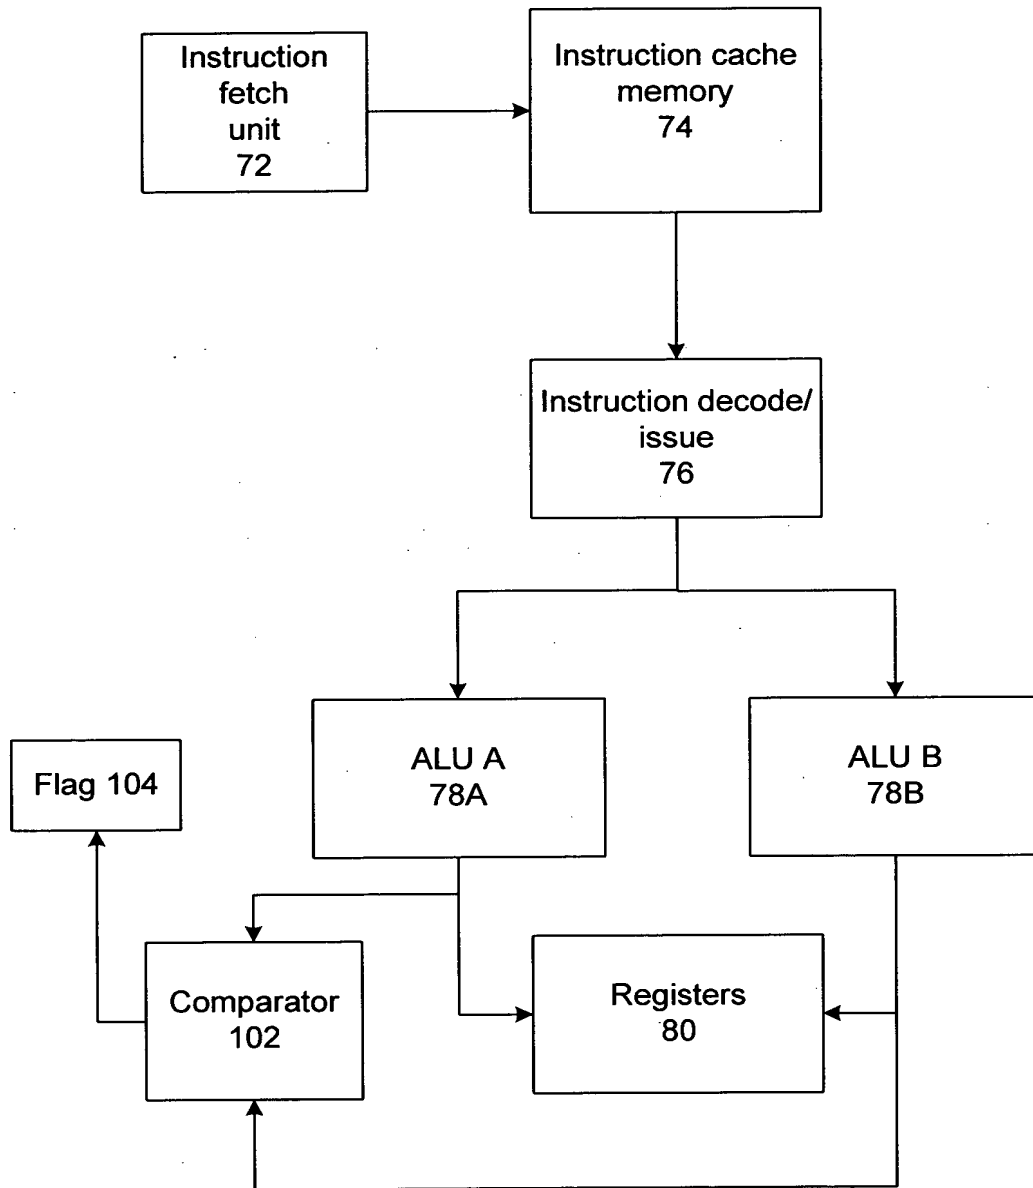 Instruction
fetch
unit
72
Instruction cache
memory
74
Instruction decode/
issue
76
ALU A
78A
ALU B
78B
Flag 104
Comparator
102
Registers
80